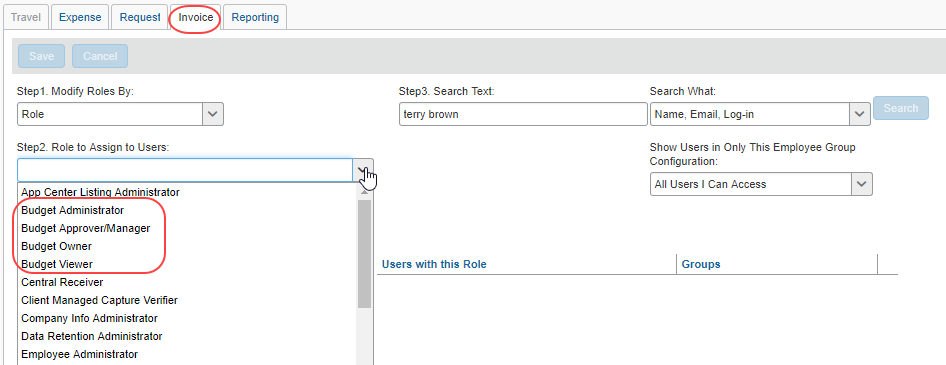 Travel Expense Request Invoice Reporting
Save Cancel
Step1. Modify Roles By:
Role
Step3. Search Text:
terry brown
Search What:
Name, Email, Log-in
Search
Step2. Role to Assign to Users:
Show Users in Only This Employee Group
Configuration:
All Users I Can Access
App Center Listing Administrator
Budget Administrator
Budget Approver/Manager
Budget Owner
Budget Viewer
Central Receiver
Client Managed Capture Verifier
Company Info Administrator
Data Retention Administrator
Employee Administrator
Users with this Role Groups